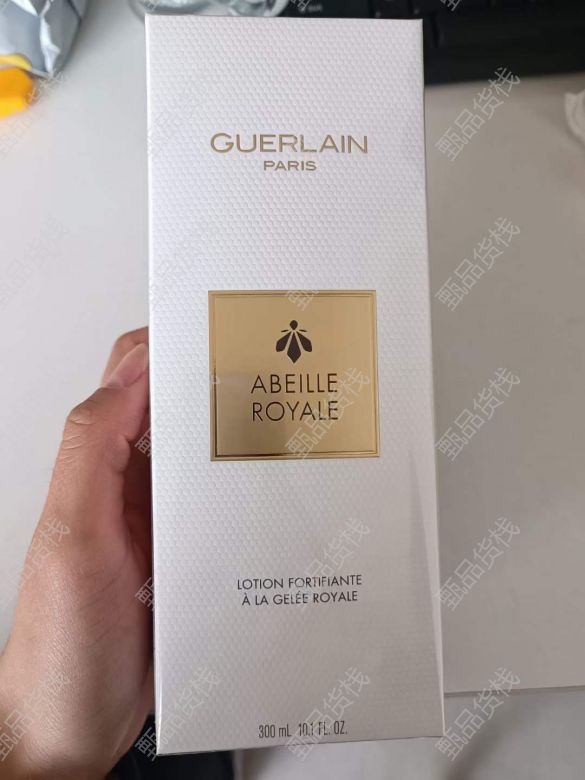 GUERLAIN
PARIS
ABEILLE
ROYALE
LOTION FORTIFIANTE
À LA GELÉE ROYALE
300 mL 10.1 FL. OZ.
甄品货栈